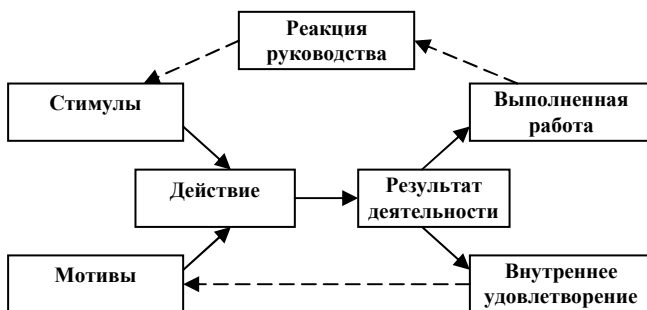 Реакция
руководства
Стимулы
Выполненная
работа
Действие
Результат
деятельности
Мотивы
Внутреннее
удовлетворение